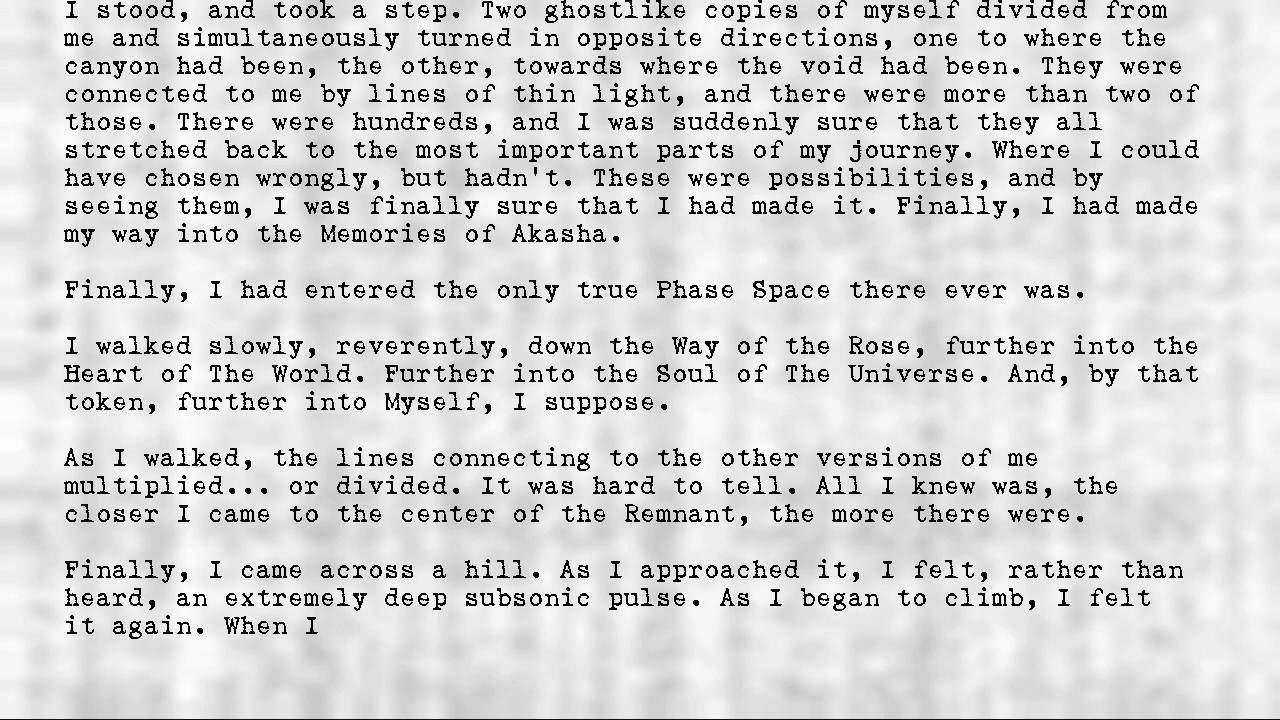 I stood, and took a step. Two ghostlike copies of myself divided from
me and simultaneously turned in opposite directions, one to where the
canyon had been, the other, towards where the void had been. They were
connected to me by lines of thin light, and there were more than two of
those. There were hundreds, and I was suddenly sure that they all
stretched back to the most important parts of my journey. Where I could
have chosen wrongly, but hadn't. These were possibilities, and by
seeing them, I was finally sure that I had made it. Finally, I had made
my way into the Memories of Akasha.

Finally, I had entered the only true Phase Space there ever was.

I walked slowly, reverently, down the Way of the Rose, further into the
Heart of The World. Further into the Soul of The Universe. And, by that
token, further into Myself, I suppose.

As I walked, the lines connecting to the other versions of me
multiplied... or divided. It was hard to tell. All I knew was, the
closer I came to the center of the Remnant, the more there were.

Finally, I came across a hill. As I approached it, I felt, rather than
heard, an extremely deep subsonic pulse. As I began to climb, I felt
it again. When I